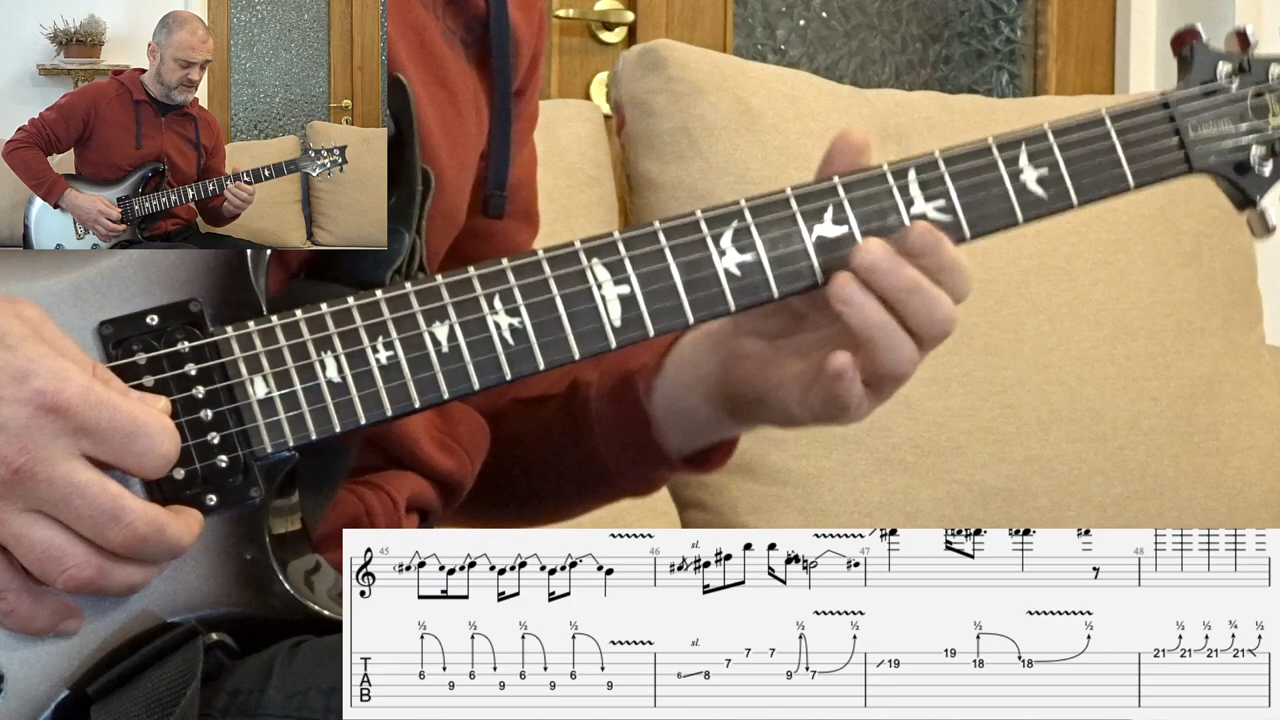 Custom
45 46 47 48
sl.
½ ½ ½ ½ ½ ½ ½ ½ ½ ½ ¾ ½
sl.
T
A
B
6 9 6 9 6 9 6 9 6 8 7 7 7 9 7 19 19 18 18 21 21 21 21